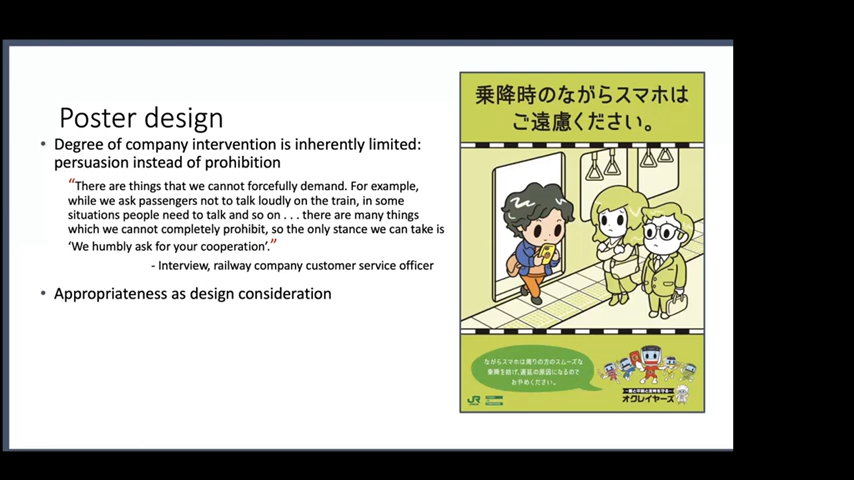 Poster design
• Degree of company intervention is inherently limited:
persuasion instead of prohibition
“There are things that we cannot forcefully demand. For example,
while we ask passengers not to talk loudly on the train, in some
situations people need to talk and so on . . . there are many things
which we cannot completely prohibit, so the only stance we can take is
‘We humbly ask for your cooperation’.”
- Interview, railway company customer service officer
• Appropriateness as design consideration
乗降時のながらスマホは
ご遠慮ください。
ながらスマホは周りの方のスムーズな
乗降を妨げ、遅延の原因になるので
おやめください。
JR
オクレイヤーズ